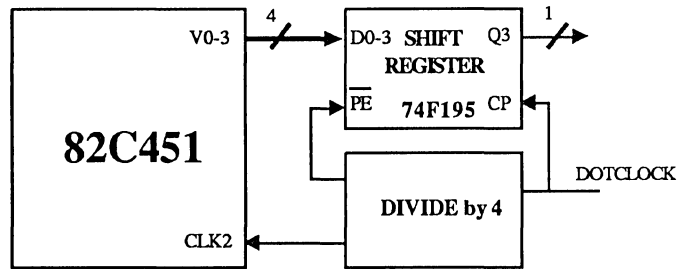 4
1
V0-3
D0-3 SHIFT Q3
REGISTER
PE 74F195 CP
82C451
DOTCLOCK
DIVIDE by 4
CLK2